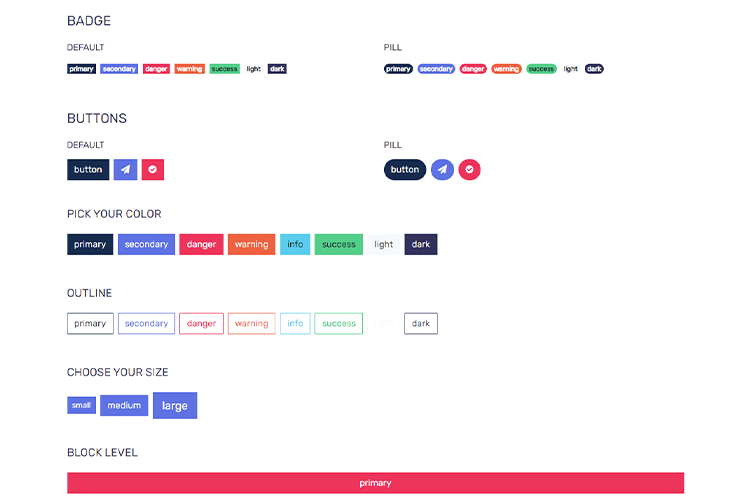 BADGE
DEFAULT PILL
primary secondary danger warning success light dark primary secondary danger warning success light dark
BUTTONS
DEFAULT PILL
button button
PICK YOUR COLOR
primary secondary danger warning info success light dark
OUTLINE
primary secondary danger warning info success light dark
CHOOSE YOUR SIZE
small medium large
BLOCK LEVEL
primary